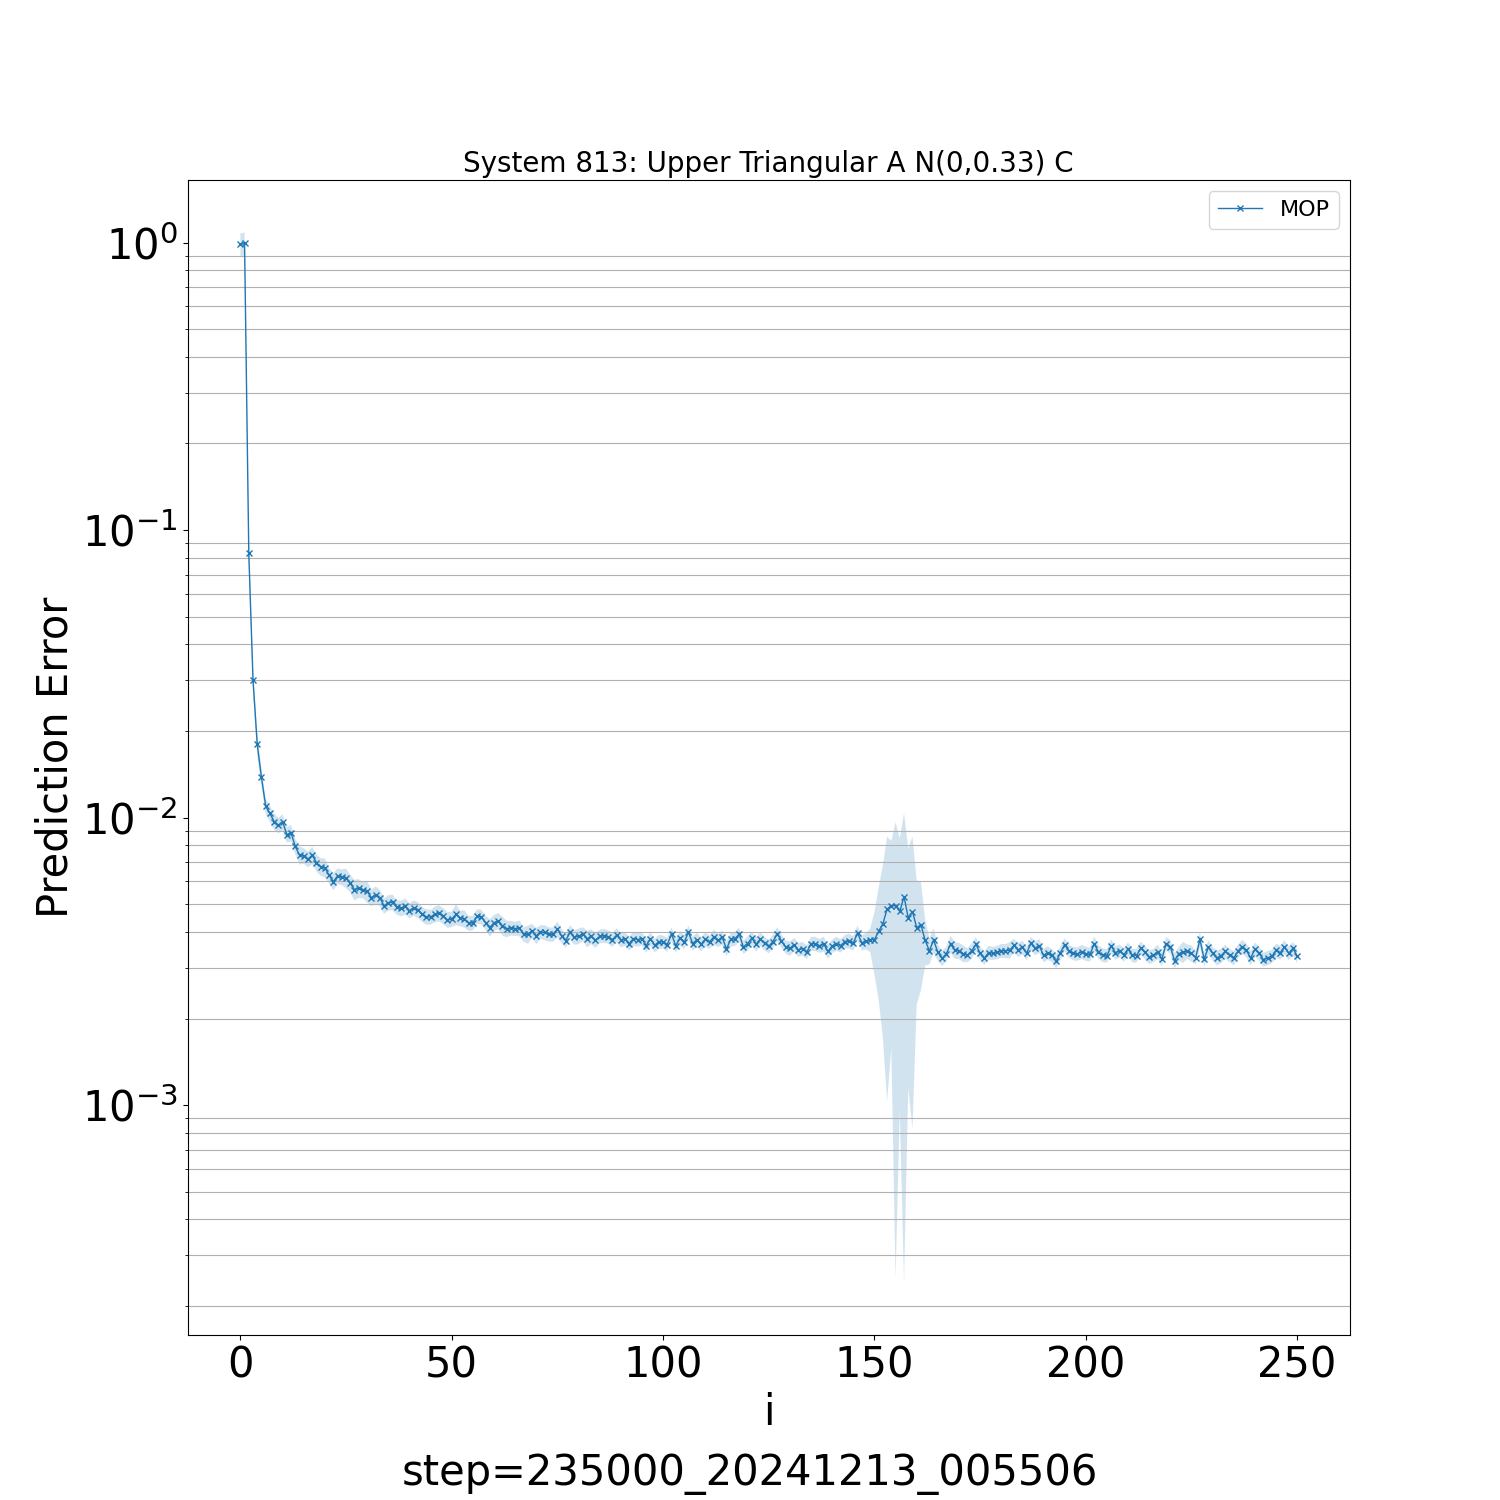 System 813: Upper Triangular A N(0,0.33) C
MOP
10⁰
10⁻¹
10⁻²
10⁻³
Prediction Error
0 50 100 150 200 250
i
step=235000_20241213_005506